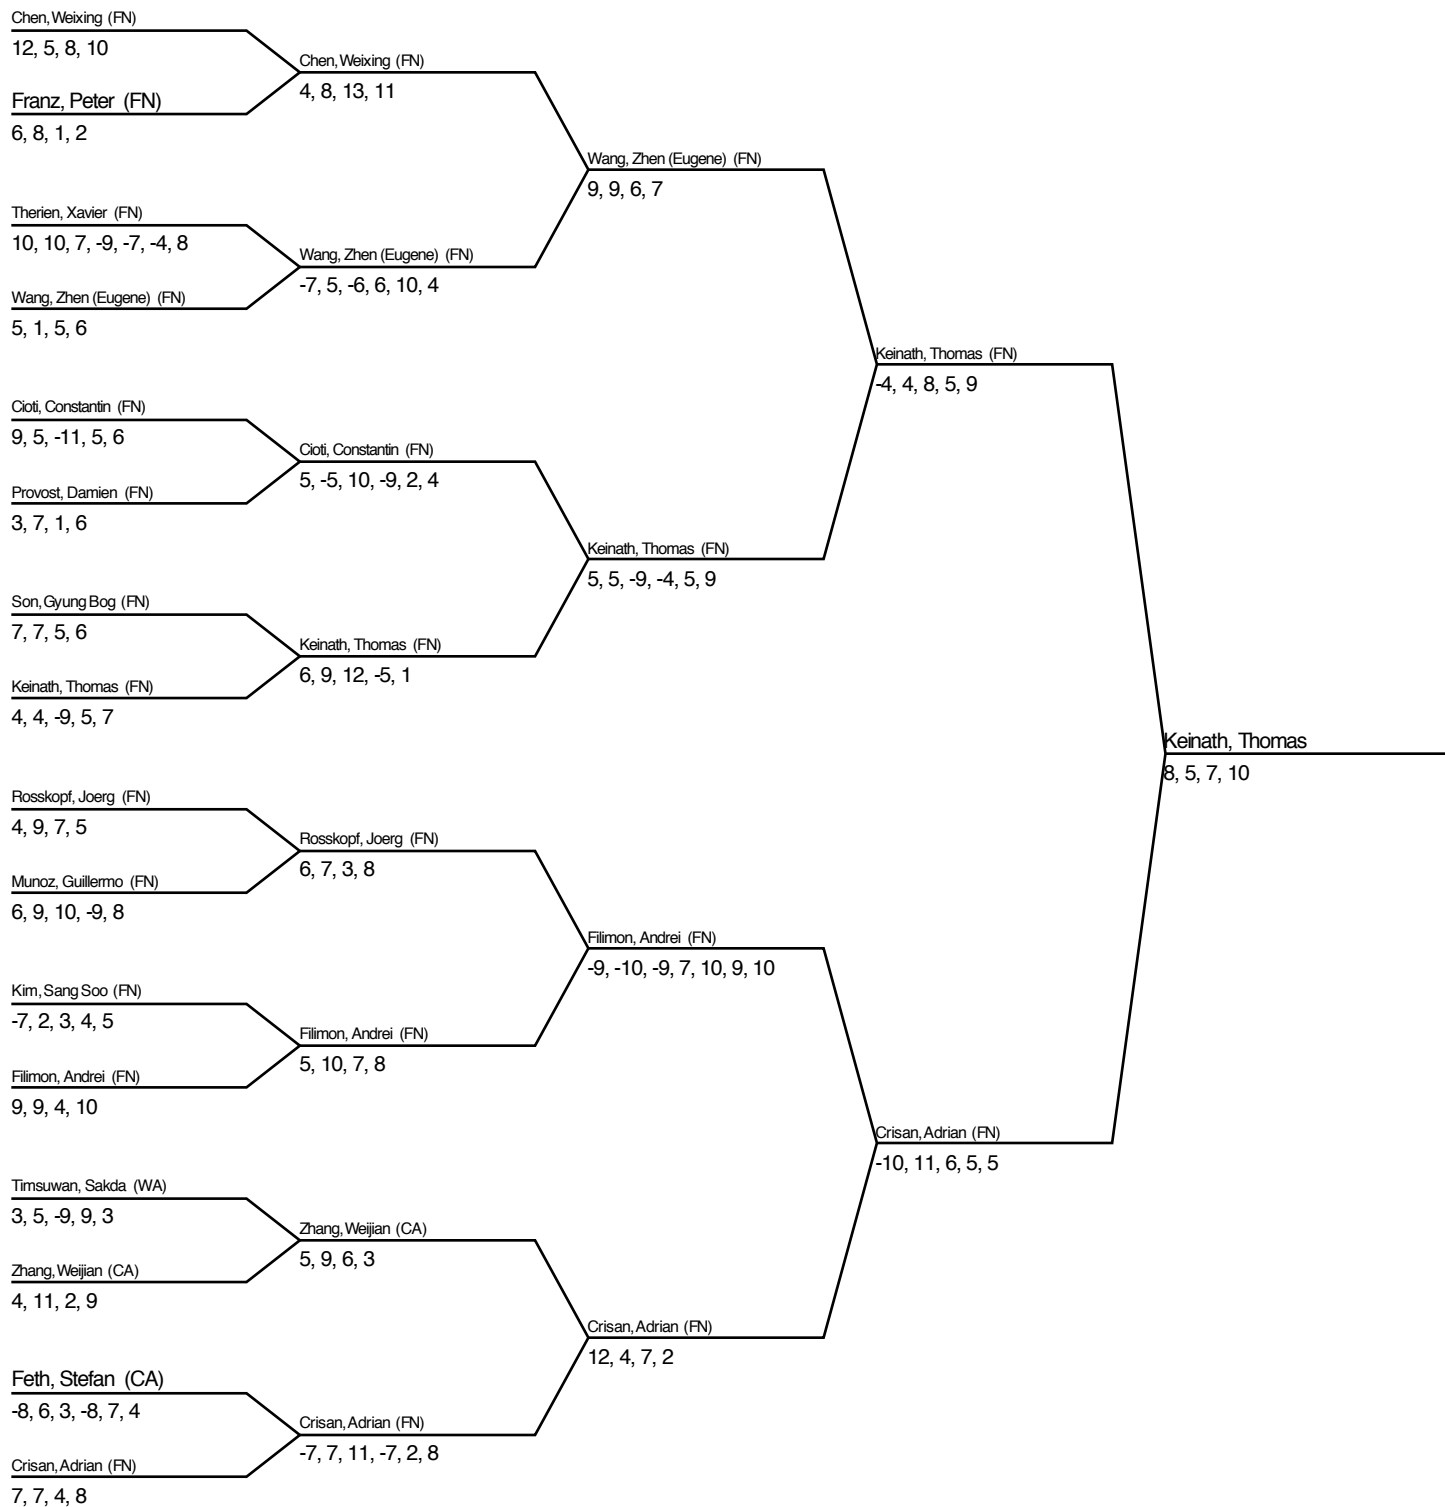 Chen, Weixing (FN)
12, 5, 8, 10
Chen, Weixing (FN)
4, 8, 13, 11
Franz, Peter (FN)
6, 8, 1, 2
Wang, Zhen (Eugene) (FN)
9, 9, 6, 7
Therien, Xavier (FN)
10, 10, 7, -9, -7, -4, 8
Wang, Zhen (Eugene) (FN)
-7, 5, -6, 6, 10, 4
Wang, Zhen (Eugene) (FN)
5, 1, 5, 6
Keinath, Thomas (FN)
-4, 4, 8, 5, 9
Cioti, Constantin (FN)
9, 5, -11, 5, 6
Cioti, Constantin (FN)
5, -5, 10, -9, 2, 4
Provost, Damien (FN)
3, 7, 1, 6
Keinath, Thomas (FN)
5, 5, -9, -4, 5, 9
Son, Gyung Bog (FN)
7, 7, 5, 6
Keinath, Thomas (FN)
6, 9, 12, -5, 1
Keinath, Thomas (FN)
4, 4, -9, 5, 7
Keinath, Thomas
8, 5, 7, 10
Rosskopf, Joerg (FN)
4, 9, 7, 5
Rosskopf, Joerg (FN)
6, 7, 3, 8
Munoz, Guillermo (FN)
6, 9, 10, -9, 8
Filimon, Andrei (FN)
-9, -10, -9, 7, 10, 9, 10
Kim, Sang Soo (FN)
-7, 2, 3, 4, 5
Filimon, Andrei (FN)
5, 10, 7, 8
Filimon, Andrei (FN)
9, 9, 4, 10
Crisan, Adrian (FN)
-10, 11, 6, 5, 5
Timsuwan, Sakda (WA)
3, 5, -9, 9, 3
Zhang, Weijian (CA)
5, 9, 6, 3
Zhang, Weijian (CA)
4, 11, 2, 9
Crisan, Adrian (FN)
12, 4, 7, 2
Feth, Stefan (CA)
-8, 6, 3, -8, 7, 4
Crisan, Adrian (FN)
-7, 7, 11, -7, 2, 8
Crisan, Adrian (FN)
7, 7, 4, 8